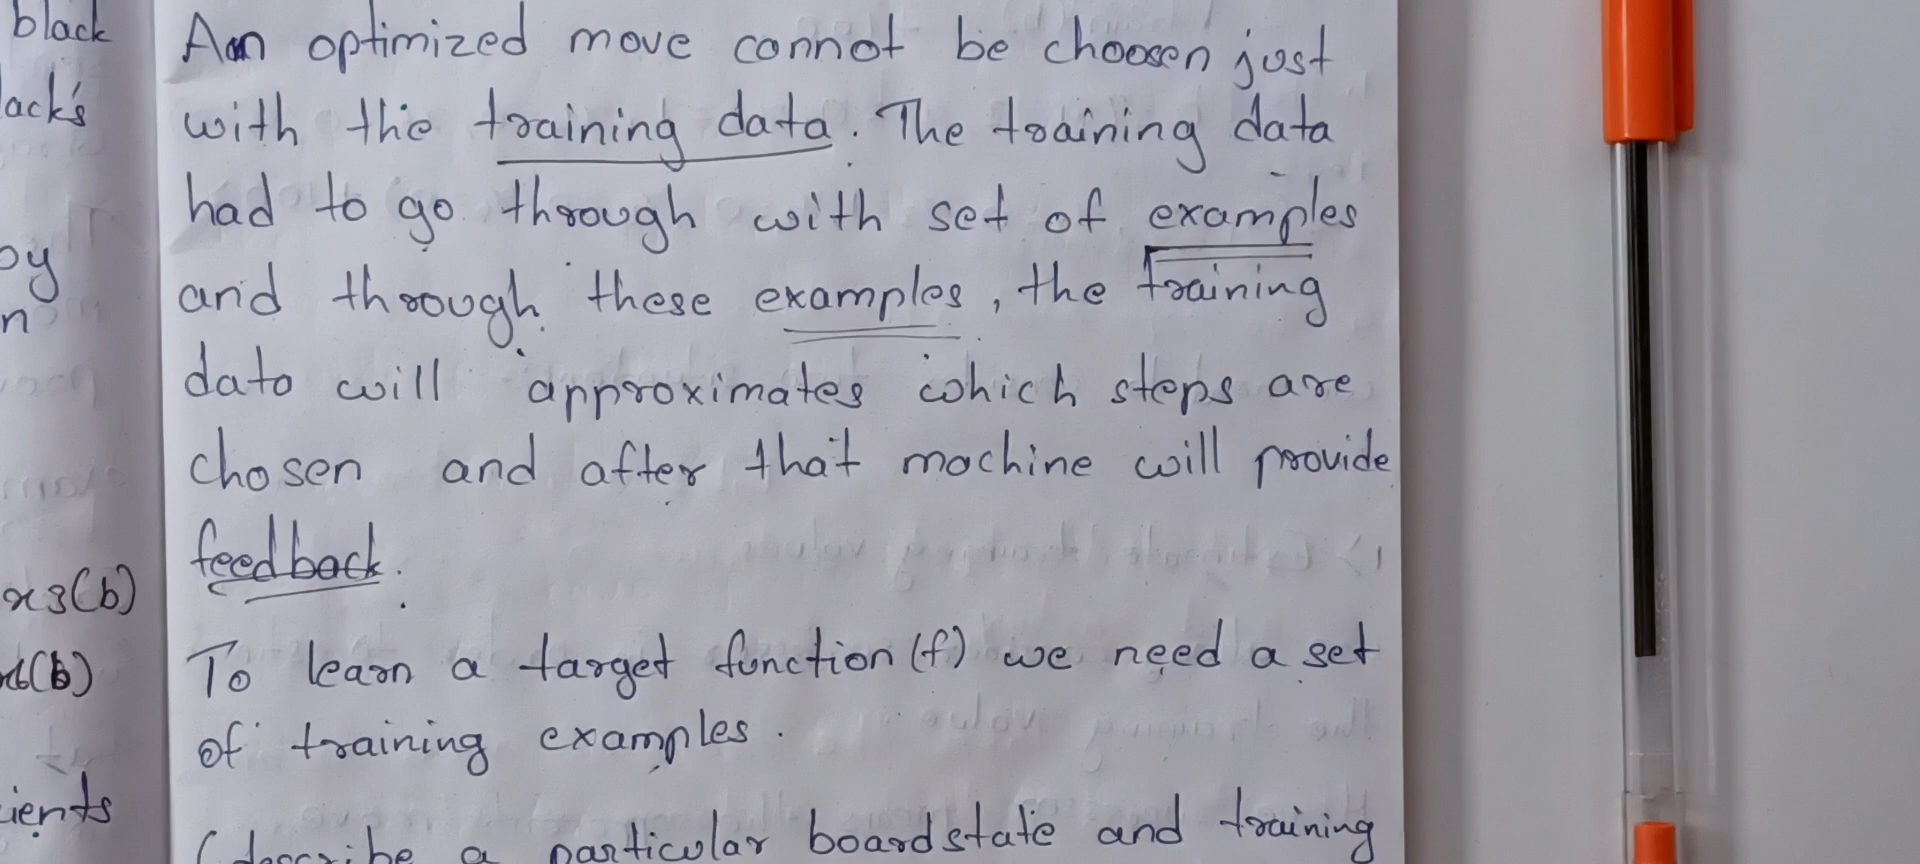 black
ack's
by
n
x3(b)
x6(b)
ients
An optimized move cannot be choosen just
with the training data. The training data
had to go through with set of examples
and through these examples, the training
data will approximates which steps are
chosen and after that machine will provide
feedback.
To learn a target function (f) we need a set
of training examples.
(describe a particular boardstate and training